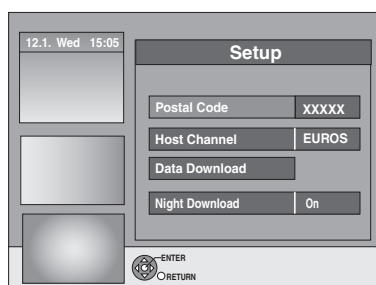 12.1. Wed 15:05
Setup
Postal Code XXXXX
Host Channel EUROS
Data Download
Night Download On
ENTER
RETURN